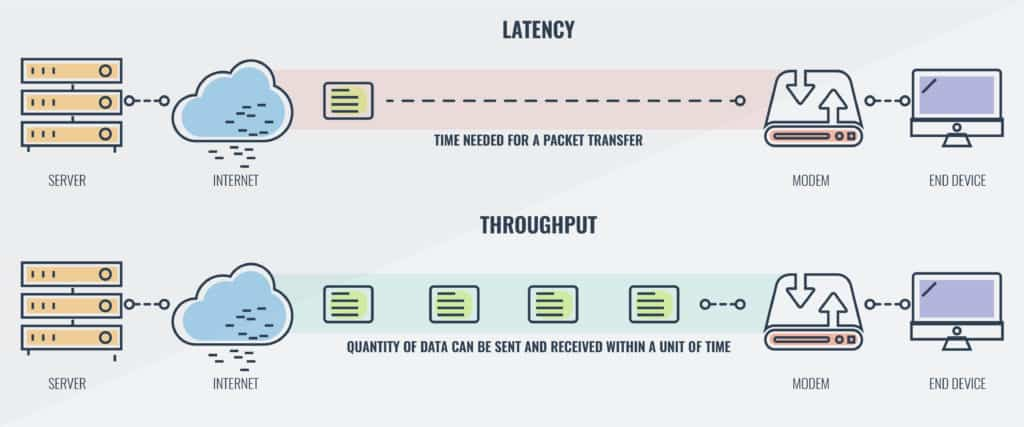 LATENCY
TIME NEEDED FOR A PACKET TRANSFER
SERVER
INTERNET
MODEM
END DEVICE
THROUGHPUT
QUANTITY OF DATA CAN BE SENT AND RECEIVED WITHIN A UNIT OF TIME
SERVER
INTERNET
MODEM
END DEVICE